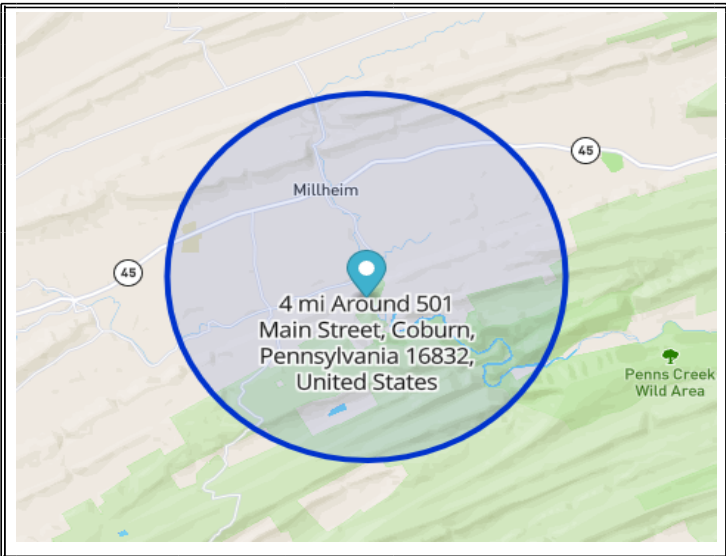 45
Millheim
45
4 mi Around 501
Main Street, Coburn,
Pennsylvania 16832,
United States
Penns Creek
Wild Area